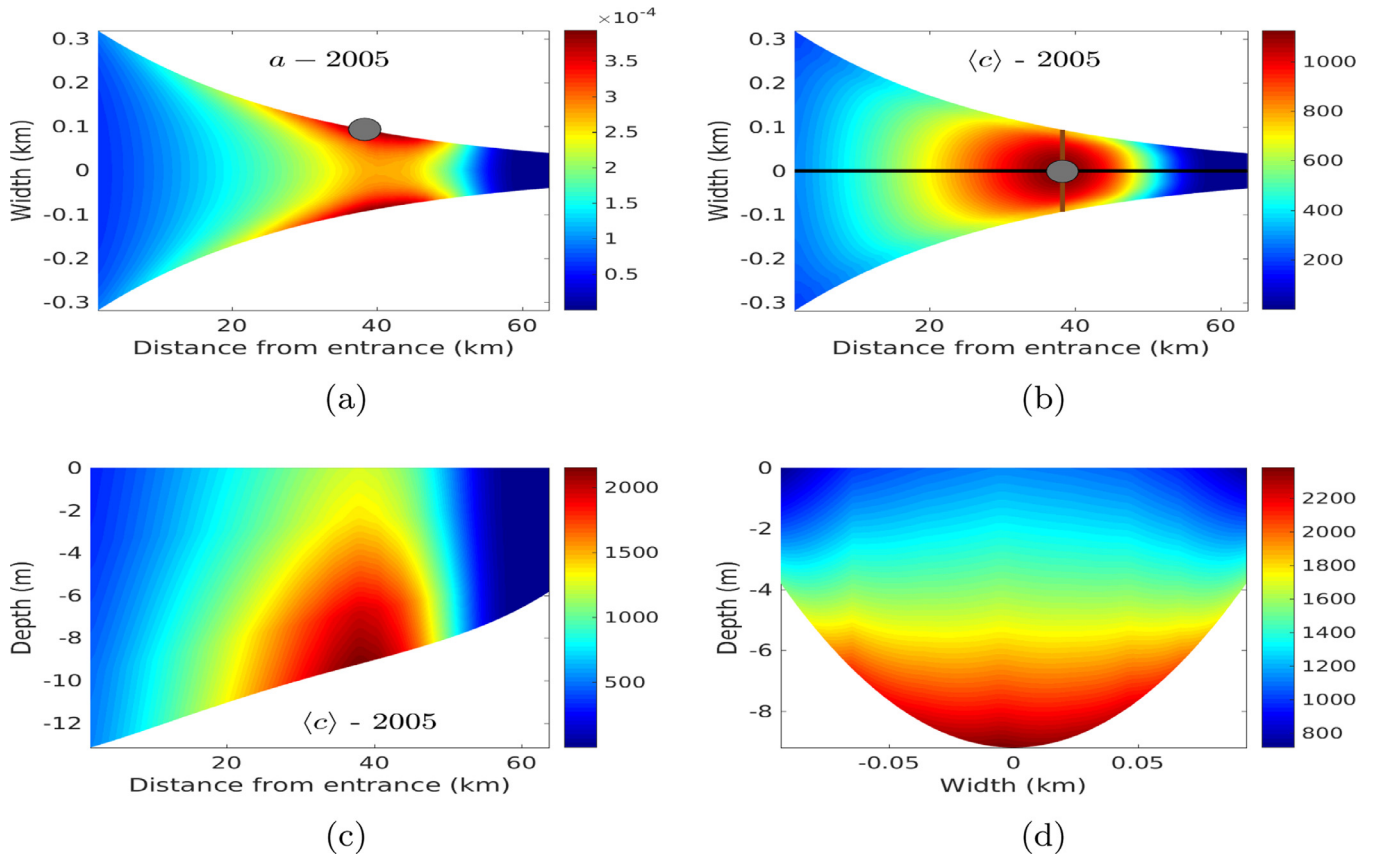 ×10⁻⁴
0.3
0.2
0.1
0
-0.1
-0.2
-0.3
Width (km)
a − 2005
20 40 60
Distance from entrance (km)
3.5
3
2.5
2
1.5
1
0.5
(a)
0.3
0.2
0.1
0
-0.1
-0.2
-0.3
Width (km)
⟨c⟩ - 2005
20 40 60
Distance from entrance (km)
1000
800
600
400
200
(b)
0
-2
-4
-6
-8
-10
-12
Depth (m)
⟨c⟩ - 2005
20 40 60
Distance from entrance (km)
2000
1500
1000
500
(c)
0
-2
-4
-6
-8
Depth (m)
-0.05 0 0.05
Width (km)
2200
2000
1800
1600
1400
1200
1000
800
(d)